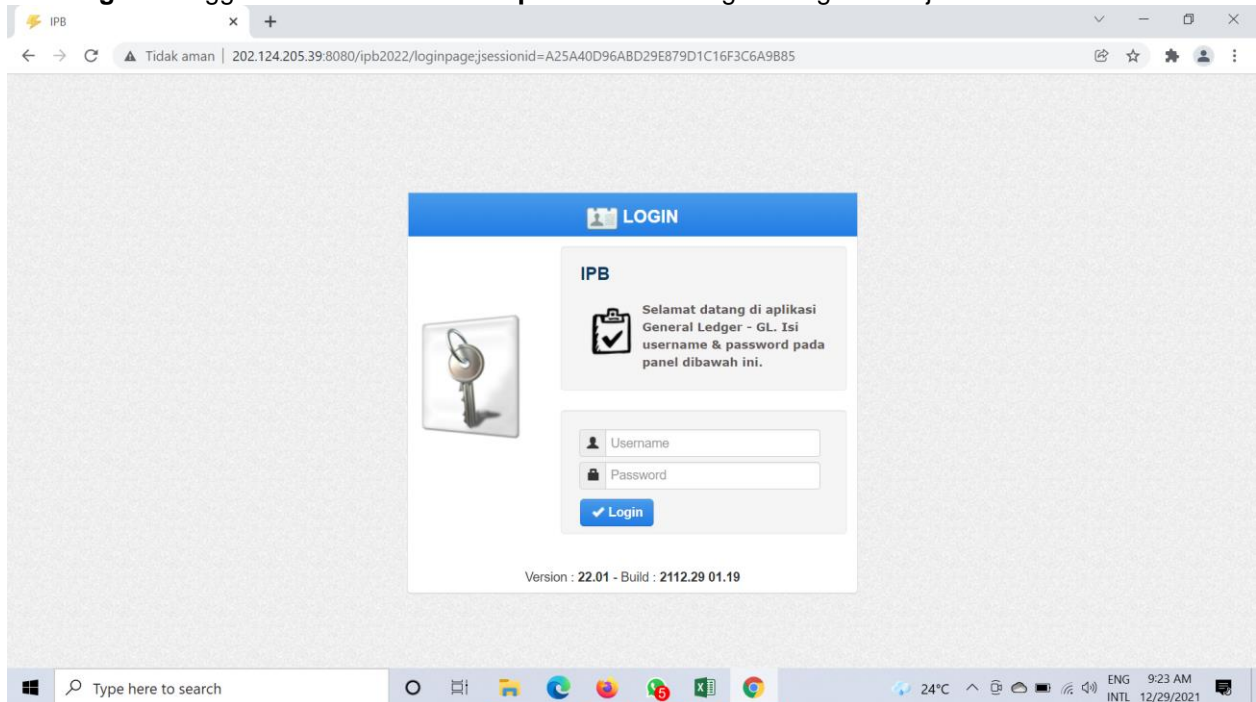 IPB
Tidak aman | 202.124.205.39:8080/ipb2022/loginpage;jsessionid=A25A40D96ABD29E879D1C16F3C6A9B85
LOGIN
IPB
Selamat datang di aplikasi
General Ledger - GL. Isi
username & password pada
panel dibawah ini.
Username
Password
Login
Version : 22.01 - Build : 2112.29 01.19
Type here to search
6
24°C
ENG
INTL
9:23 AM
12/29/2021